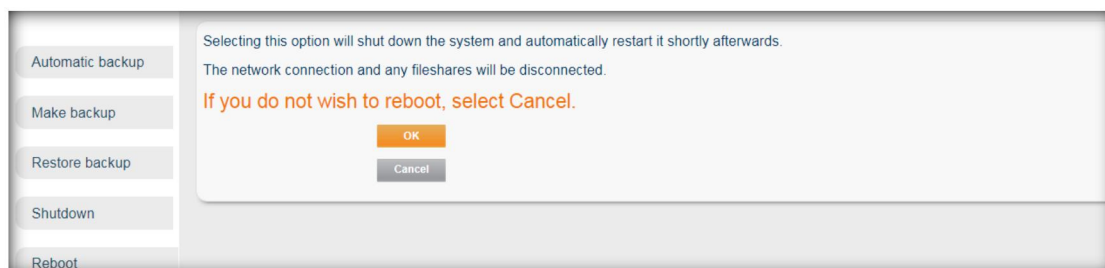 Automatic backup
Make backup
Restore backup
Shutdown
Reboot
Selecting this option will shut down the system and automatically restart it shortly afterwards.
The network connection and any fileshares will be disconnected.
If you do not wish to reboot, select Cancel.
OK
Cancel